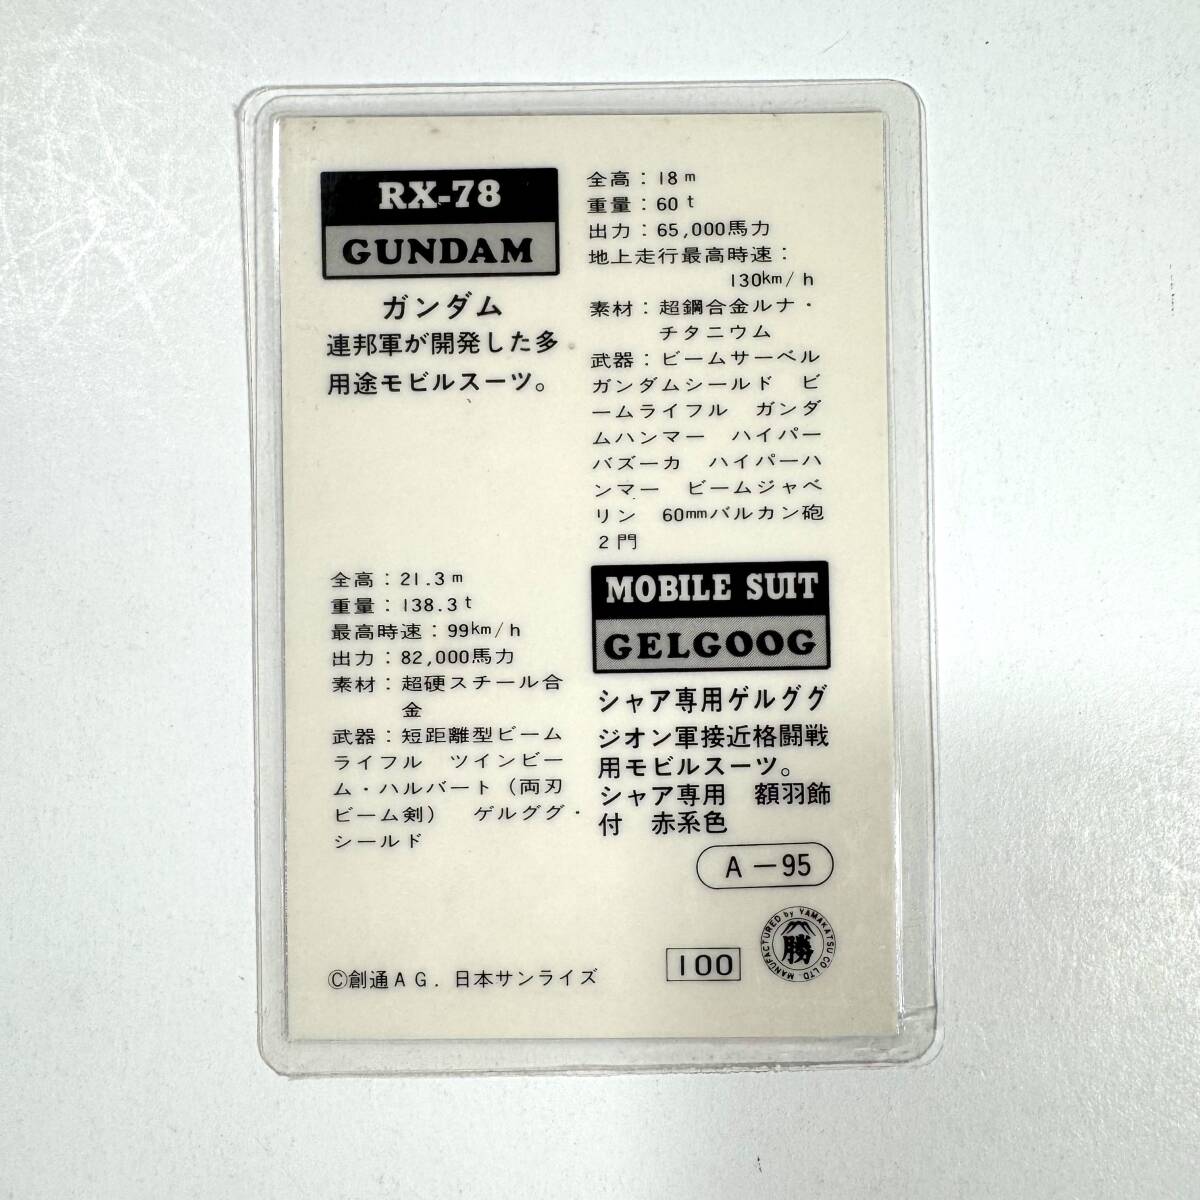 RX-78
GUNDAM
ガンダム
連邦軍が開発した多
用途モビルスーツ。
全高：18m
重量：60t
出力：65,000馬力
地上走行最高時速：
130km/h
素材：超鋼合金ルナ・
チタニウム
武器：ビームサーベル
ガンダムシールド　ビ
ームライフル　ガンダ
ムハンマー　ハイパー
バズーカ　ハイパーハ
ンマー　ビームジャベ
リン　60mmバルカン砲
2門
全高：21.3m
重量：138.3t
最高時速：99km/h
出力：82,000馬力
素材：超硬スチール合
金
武器：短距離型ビーム
ライフル　ツインビー
ム・ハルバート（両刃
ビーム剣）　ゲルググ・
シールド
MOBILE SUIT
GELGOOG
シャア専用ゲルググ
ジオン軍接近格闘戦
用モビルスーツ。
シャア専用　額羽飾
付　赤系色
A-95
MANUFACTURED by YAMAKATSU CO LTD.
勝
100
©創通AG. 日本サンライズ